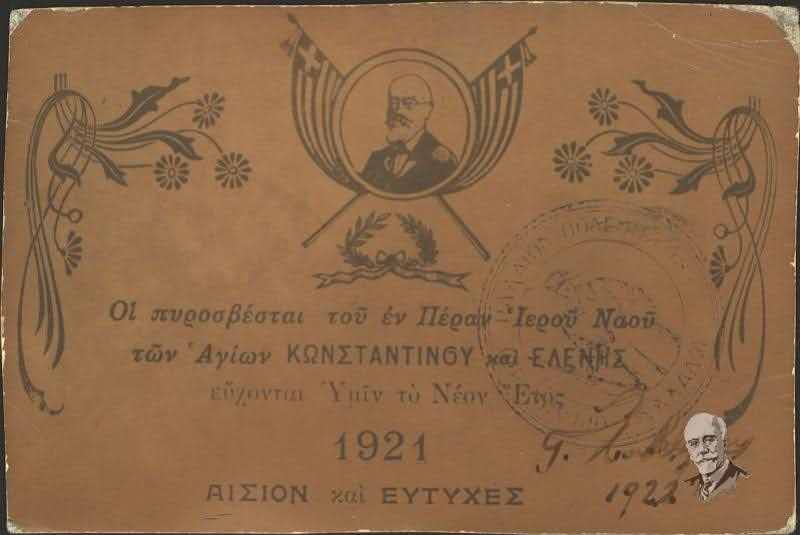 Οἱ πυροσβέσται τοῦ ἐν Πέραν Ἱεροῦ Ναοῦ
τῶν Ἁγίων ΚΩΝΣΤΑΝΤΙΝΟΥ καὶ ΕΛΕΝΗΣ
εὔχονται Ὑμῖν τὸ Νέον Ἔτος
1921
ΑΙΣΙΟΝ καὶ ΕΥΤΥΧΕΣ
1922